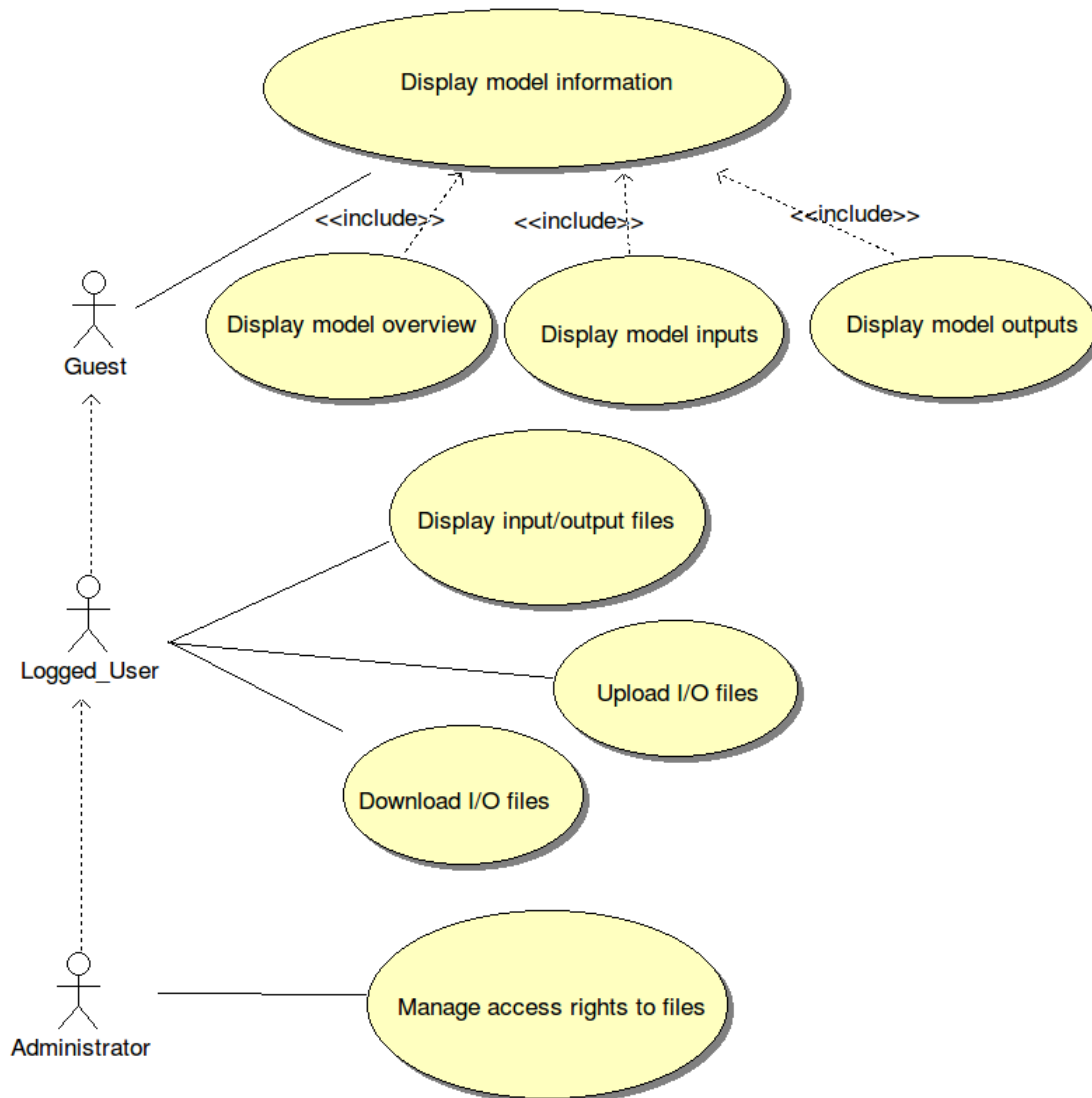 Display model information
<<include>>
<<include>>
<<include>>
Display model overview
Display model inputs
Display model outputs
Guest
Display input/output files
Logged_User
Upload I/O files
Download I/O files
Manage access rights to files
Administrator